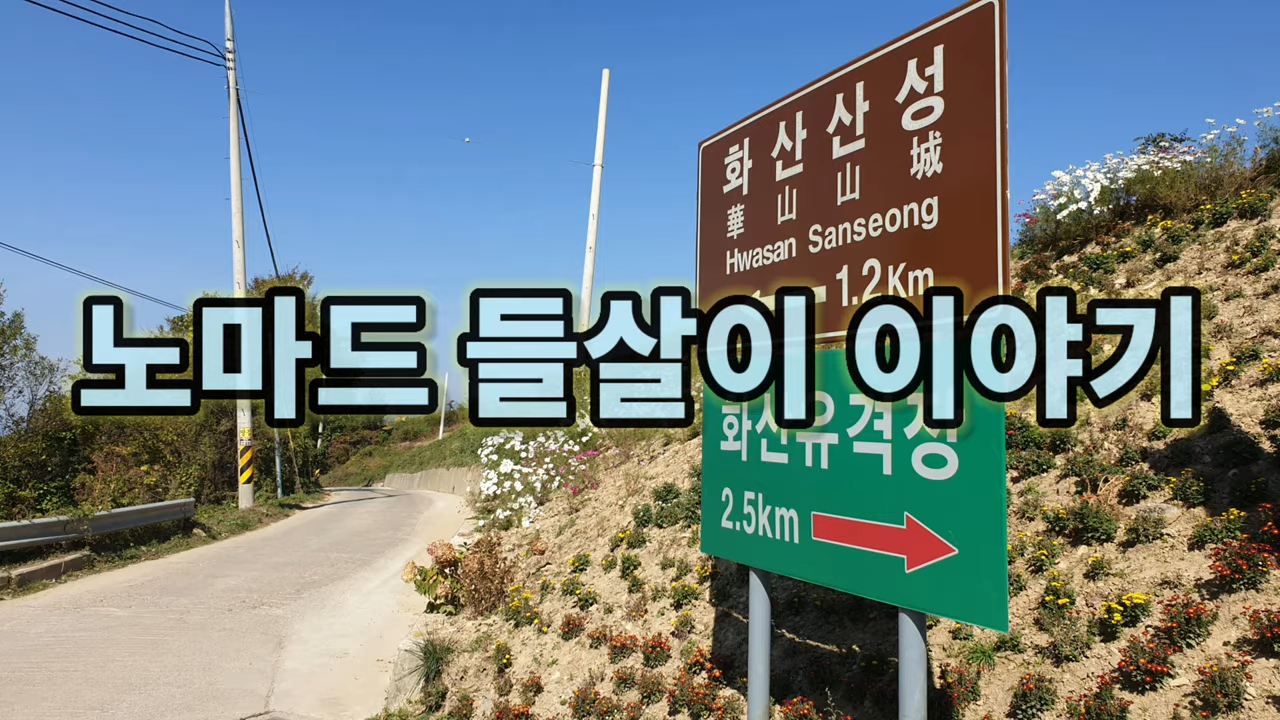 화산산성
華山山城
Hwasan Sanseong
1.2Km
노마드 들살이 이야기
화산유격장
2.5km